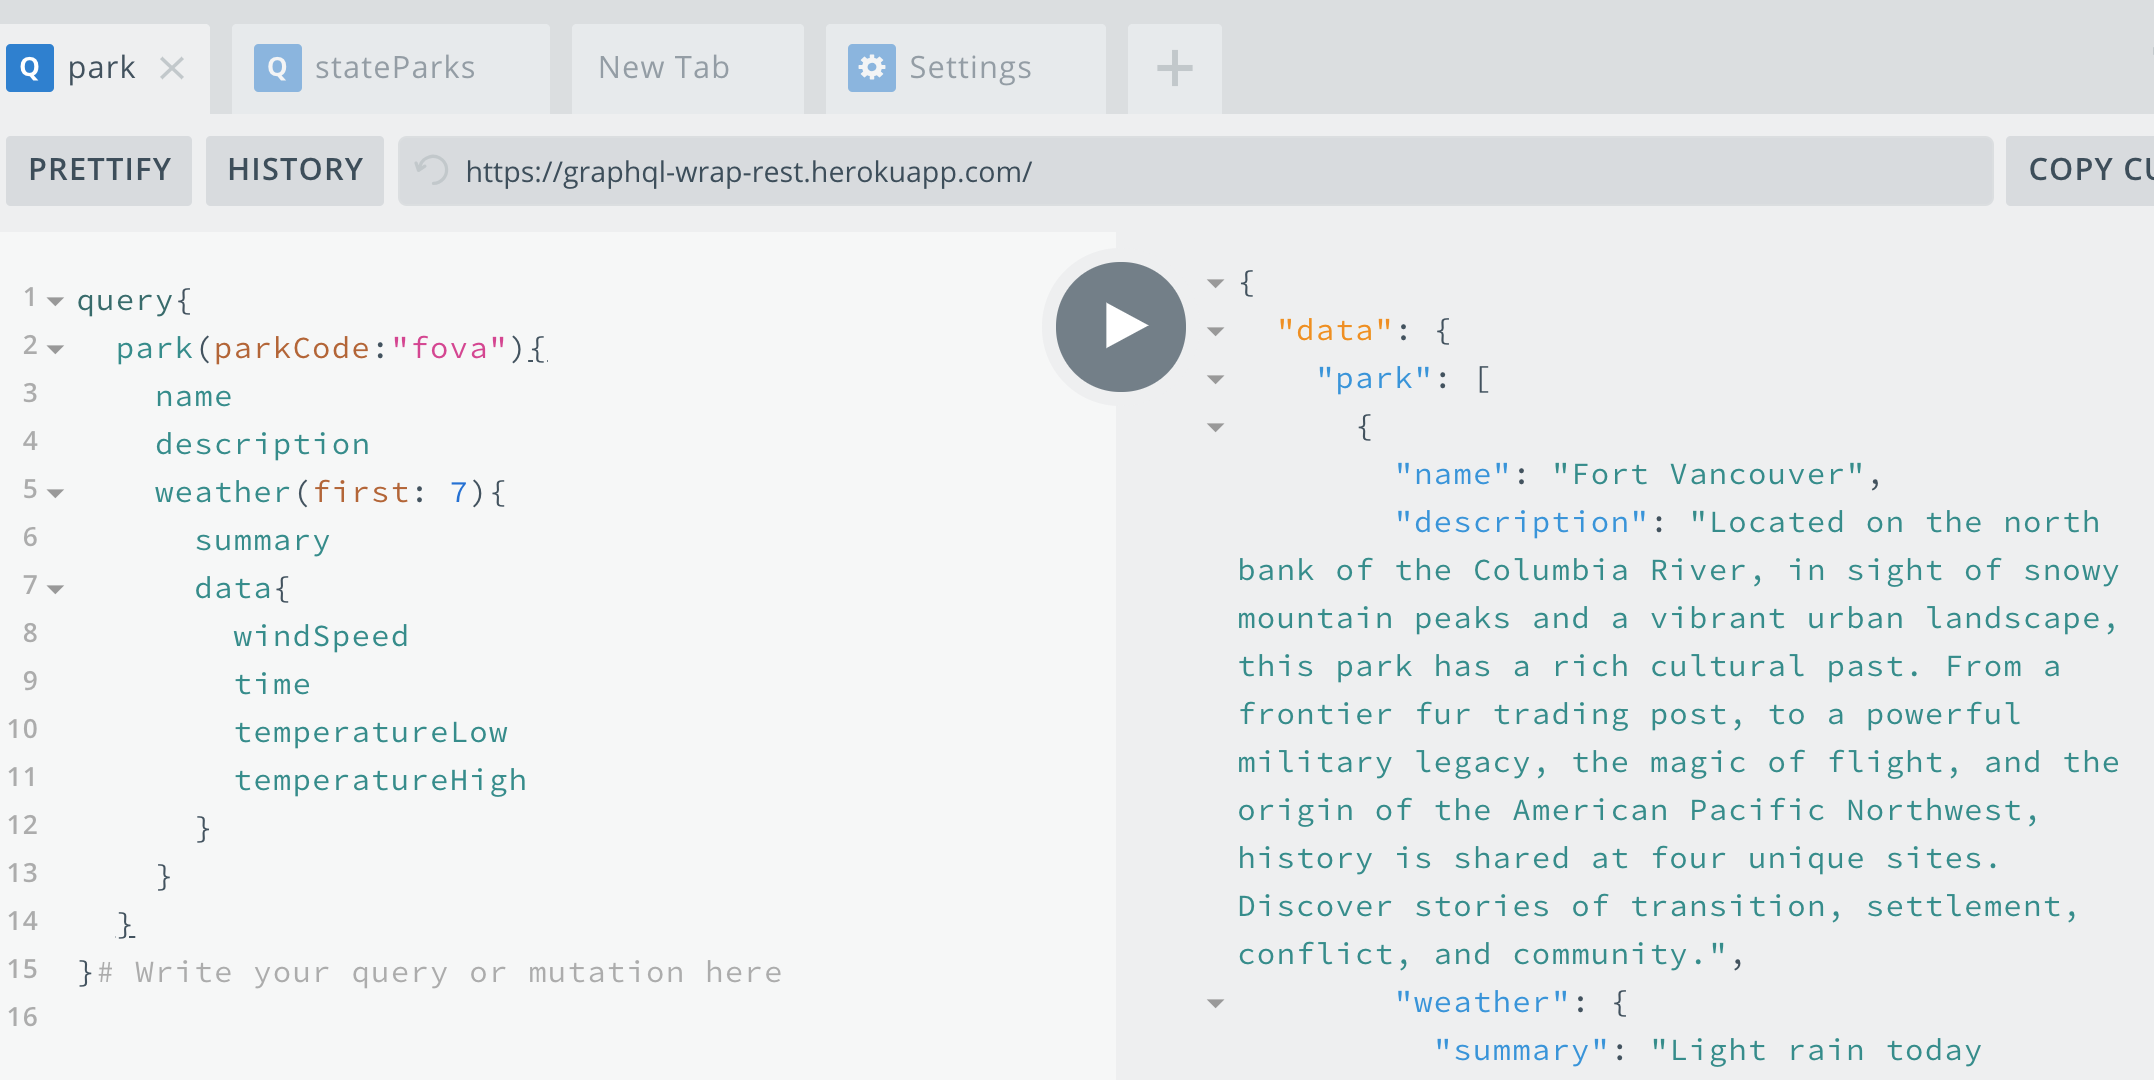 Q park
Q stateParks
New Tab
Settings
PRETTIFY
HISTORY
https://graphql-wrap-rest.herokuapp.com/
COPY CU
1 query{
2 park(parkCode:"fova"){
3 name
4 description
5 weather(first: 7){
6 summary
7 data{
8 windSpeed
9 time
10 temperatureLow
11 temperatureHigh
12 }
13 }
14 }
15 }# Write your query or mutation here
16
{
"data": {
"park": [
{
"name": "Fort Vancouver",
"description": "Located on the north
bank of the Columbia River, in sight of snowy
mountain peaks and a vibrant urban landscape,
this park has a rich cultural past. From a
frontier fur trading post, to a powerful
military legacy, the magic of flight, and the
origin of the American Pacific Northwest,
history is shared at four unique sites.
Discover stories of transition, settlement,
conflict, and community.",
"weather": {
"summary": "Light rain today